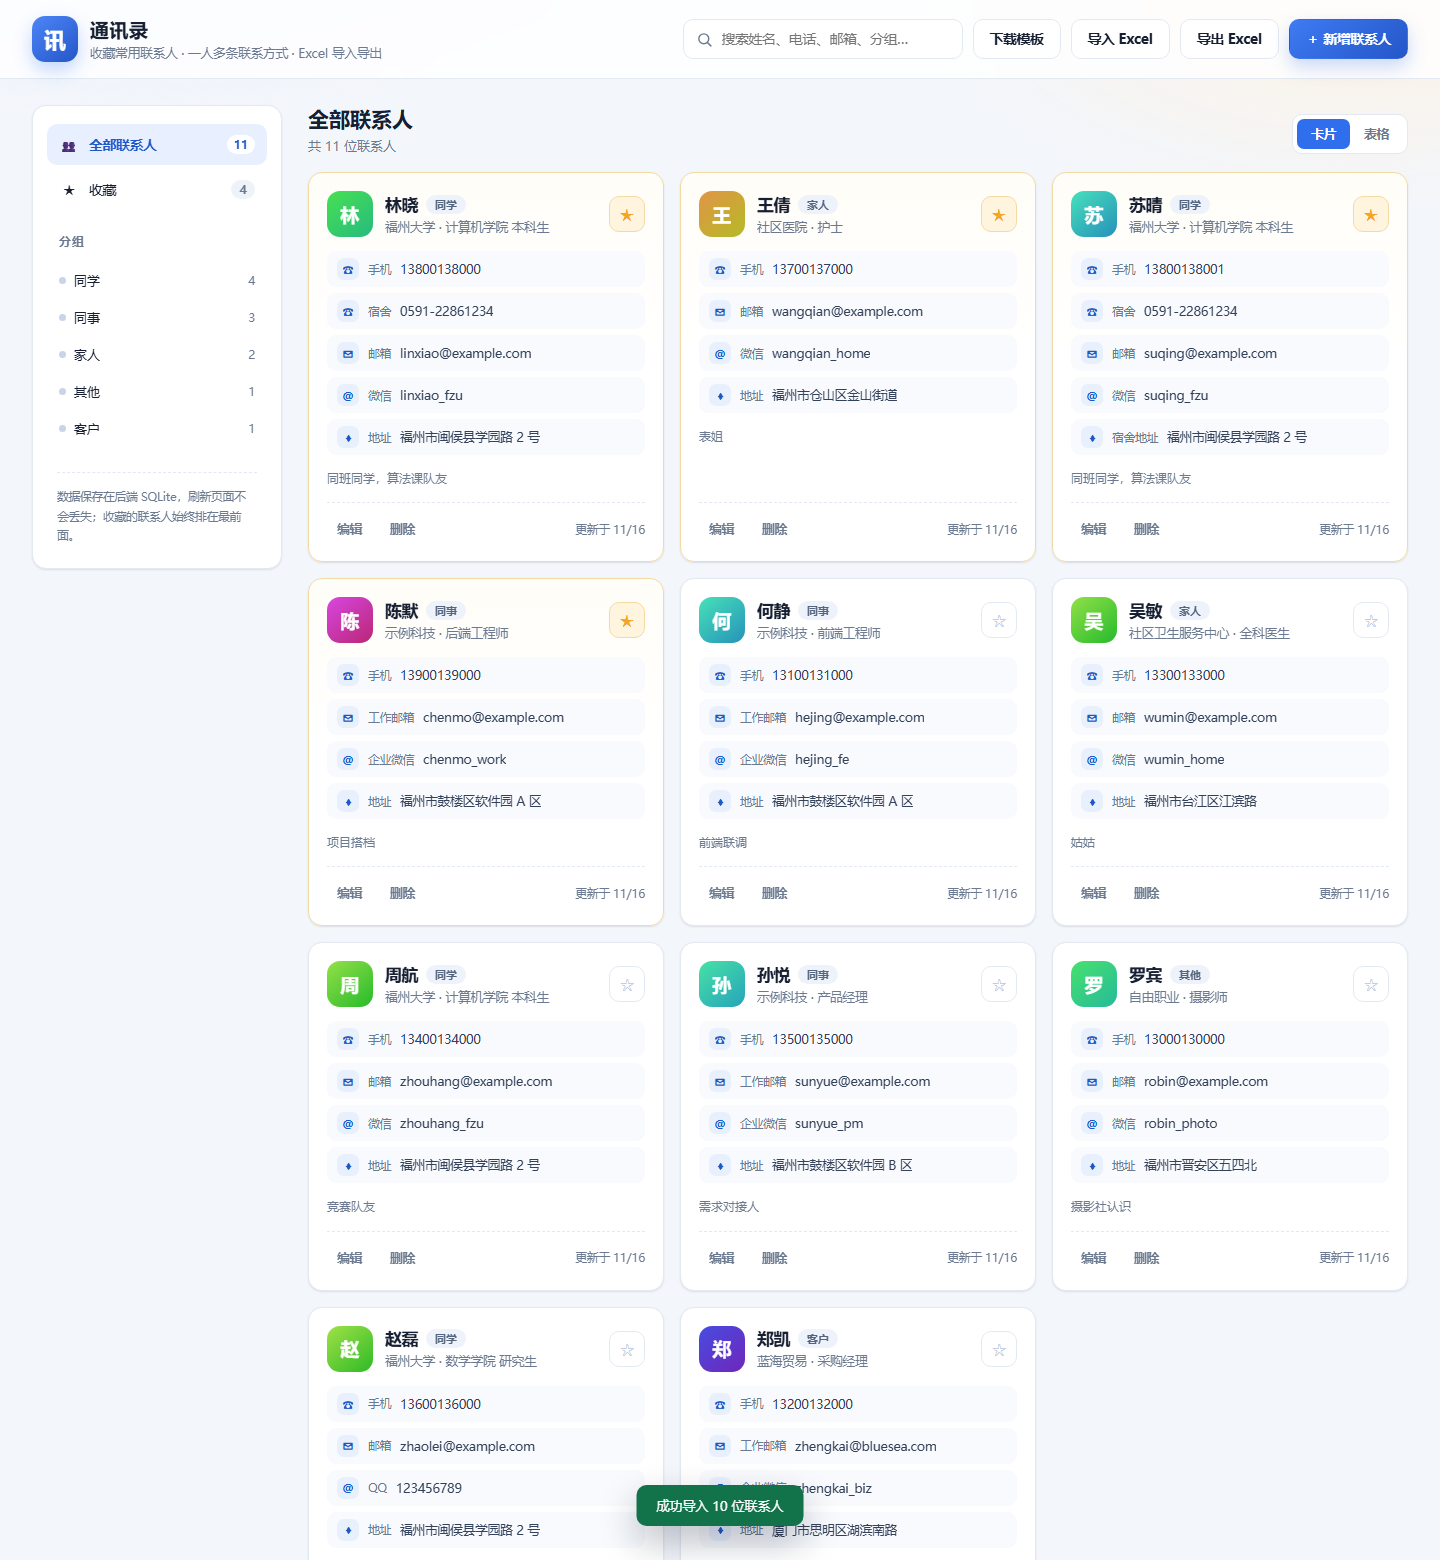 讯
通讯录
收藏常用联系人 · 一人多条联系方式 · Excel 导入导出
搜索姓名、电话、邮箱、分组...
下载模板
导入 Excel
导出 Excel
+ 新增联系人
全部联系人 11
★ 收藏 4
分组
同学 4
同事 3
家人 2
其他 1
客户 1
数据保存在后端 SQLite，刷新页面不
会丢失；收藏的联系人始终排在最前
面。
全部联系人
共 11 位联系人
卡片
表格
林
林晓 同学
福州大学 · 计算机学院 本科生
★
☎ 手机 13800138000
☎ 宿舍 0591-22861234
✉ 邮箱 linxiao@example.com
@ 微信 linxiao_fzu
♦ 地址 福州市闽侯县学园路 2 号
同班同学，算法课队友
编辑 删除 更新于 11/16
王
王倩 家人
社区医院 · 护士
★
☎ 手机 13700137000
✉ 邮箱 wangqian@example.com
@ 微信 wangqian_home
♦ 地址 福州市仓山区金山街道
表姐
编辑 删除 更新于 11/16
苏
苏晴 同学
福州大学 · 计算机学院 本科生
★
☎ 手机 13800138001
☎ 宿舍 0591-22861234
✉ 邮箱 suqing@example.com
@ 微信 suqing_fzu
♦ 宿舍地址 福州市闽侯县学园路 2 号
同班同学，算法课队友
编辑 删除 更新于 11/16
陈
陈默 同事
示例科技 · 后端工程师
★
☎ 手机 13900139000
✉ 工作邮箱 chenmo@example.com
@ 企业微信 chenmo_work
♦ 地址 福州市鼓楼区软件园 A 区
项目搭档
编辑 删除 更新于 11/16
何
何静 同事
示例科技 · 前端工程师
☆
☎ 手机 13100131000
✉ 工作邮箱 hejing@example.com
@ 企业微信 hejing_fe
♦ 地址 福州市鼓楼区软件园 A 区
前端联调
编辑 删除 更新于 11/16
吴
吴敏 家人
社区卫生服务中心 · 全科医生
☆
☎ 手机 13300133000
✉ 邮箱 wumin@example.com
@ 微信 wumin_home
♦ 地址 福州市台江区江滨路
姑姑
编辑 删除 更新于 11/16
周
周航 同学
福州大学 · 计算机学院 本科生
☆
☎ 手机 13400134000
✉ 邮箱 zhouhang@example.com
@ 微信 zhouhang_fzu
♦ 地址 福州市闽侯县学园路 2 号
竞赛队友
编辑 删除 更新于 11/16
孙
孙悦 同事
示例科技 · 产品经理
☆
☎ 手机 13500135000
✉ 工作邮箱 sunyue@example.com
@ 企业微信 sunyue_pm
♦ 地址 福州市鼓楼区软件园 B 区
需求对接人
编辑 删除 更新于 11/16
罗
罗宾 其他
自由职业 · 摄影师
☆
☎ 手机 13000130000
✉ 邮箱 robin@example.com
@ 微信 robin_photo
♦ 地址 福州市晋安区五四北
摄影社认识
编辑 删除 更新于 11/16
赵
赵磊 同学
福州大学 · 数学学院 研究生
☆
☎ 手机 13600136000
✉ 邮箱 zhaolei@example.com
@ QQ 123456789
♦ 地址 福州市闽侯县学园路 2 号
郑
郑凯 客户
蓝海贸易 · 采购经理
☆
☎ 手机 13200132000
✉ 工作邮箱 zhengkai@bluesea.com
@ 企业微信 zhengkai_biz
♦ 地址 厦门市思明区湖滨南路
成功导入 10 位联系人